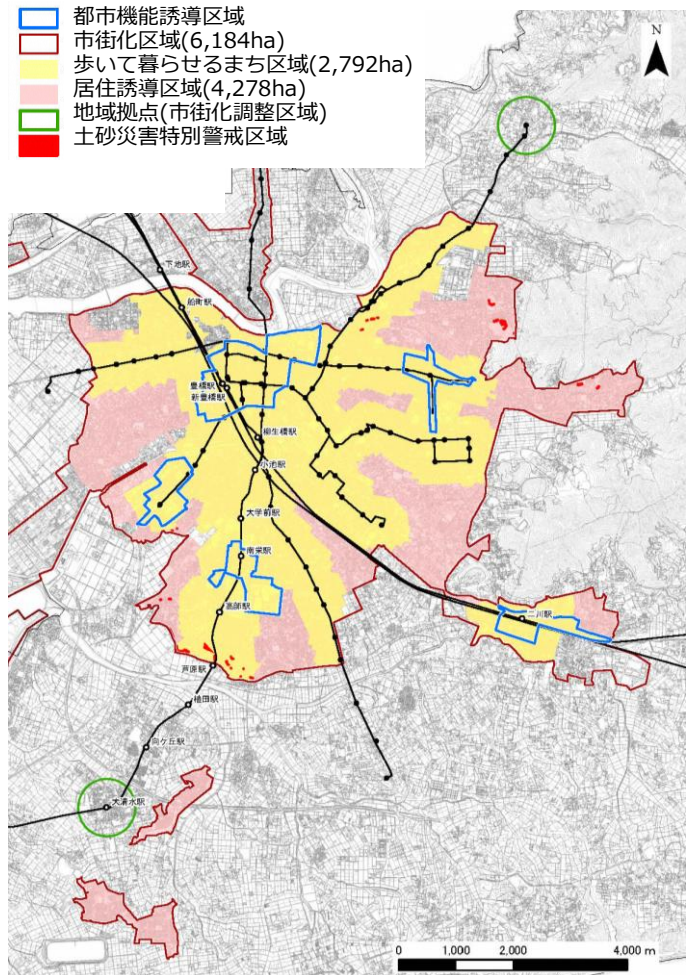 都市機能誘導区域
市街化区域(6,184ha)
歩いて暮らせるまち区域(2,792ha)
居住誘導区域(4,278ha)
地域拠点(市街化調整区域)
土砂災害特別警戒区域
N
下地駅
船町駅
豊橋駅
新豊橋駅
柳生橋駅
小池駅
大学前駅
南栄駅
高師駅
二川駅
芦原駅
植田駅
向ケ丘駅
大清水駅
0 1,000 2,000 4,000 m